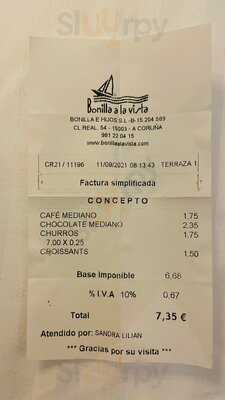 Sluurpy
Bonilla a la vista
BONILLA E HIJOS S.L -B-15.204.589
CL REAL, 54 - 15003 - A CORUÑA
981 22 04 15
www.bonillaalavista.com
CR21 / 11196 11/09/2021 08:13:43 TERRAZA 1
Factura simplificada
CONCEPTO
CAFÉ MEDIANO 1,75
CHOCOLATE MEDIANO 2,35
CHURROS 1,75
7,00 X 0,25
CROISSANTS 1,50
Base Imponible 6,68
% I.V.A 10% 0,67
Total 7,35 €
Atendido por: SANDRA LILIAN
*** Gracias por su visita ***
Sluurpy